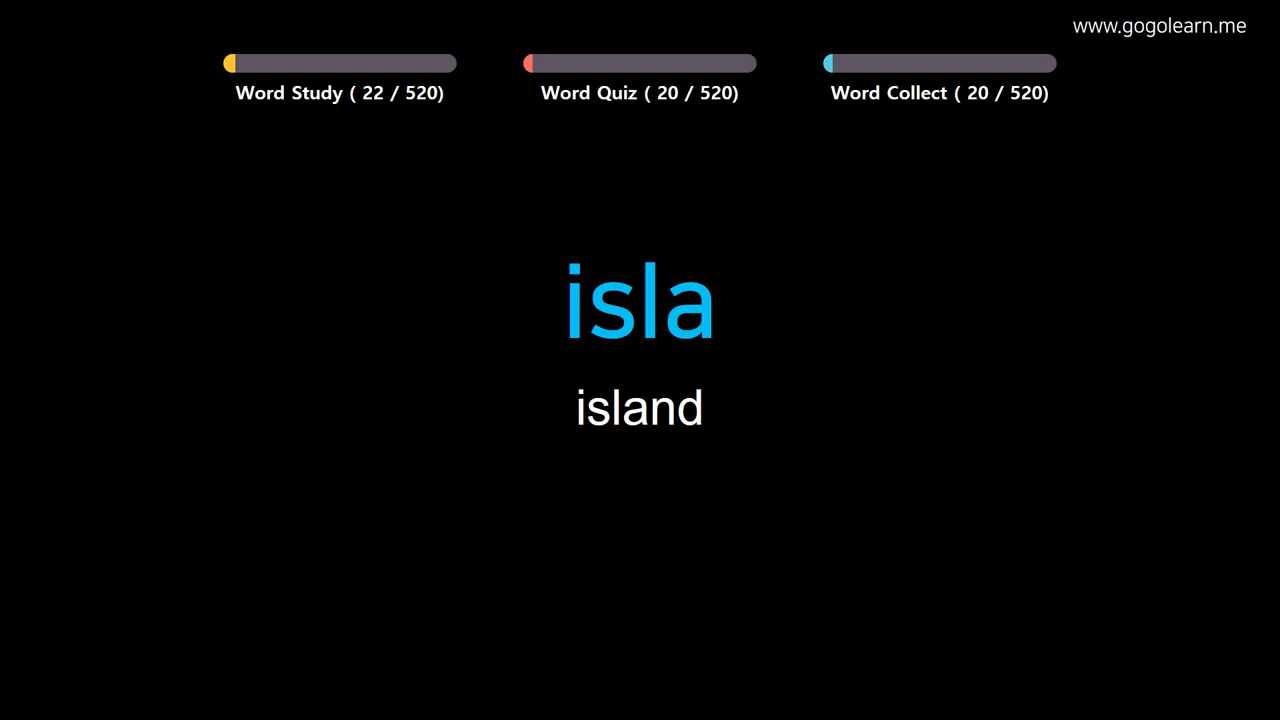 www.gogolearn.me
Word Study ( 22 / 520)
Word Quiz ( 20 / 520)
Word Collect ( 20 / 520)
isla
island